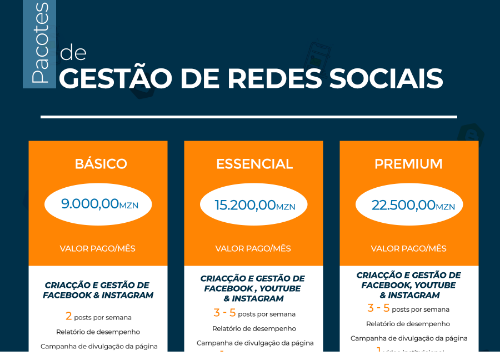 Pacotes
de
GESTÃO DE REDES SOCIAIS
BÁSICO
9.000,00MZN
VALOR PAGO/MÊS
CRIACÇÃO E GESTÃO DE
FACEBOOK & INSTAGRAM
2 posts por semana
Relatório de desempenho
Campanha de divulgação da página
ESSENCIAL
15.200,00MZN
VALOR PAGO/MÊS
CRIACÇÃO E GESTÃO DE
FACEBOOK , YOUTUBE
& INSTAGRAM
3 - 5 posts por semana
Relatório de desempenho
Campanha de divulgação da página
PREMIUM
22.500,00MZN
VALOR PAGO/MÊS
CRIACÇÃO E GESTÃO DE
FACEBOOK, YOUTUBE
& INSTAGRAM
3 - 5 posts por semana
Relatório de desempenho
Campanha de divulgação da página